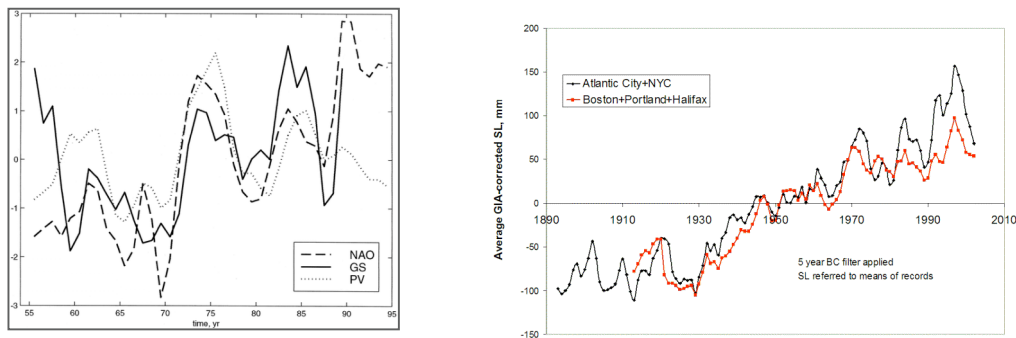 3
2
1
0
-1
-2
-3
55 60 65 70 75 80 85 90 95
time, yr
NAO
GS
PV
Average GIA-corrected SL, mm
200
150
100
50
0
-50
-100
-150
1890 1910 1930 1950 1970 1990 2010
Atlantic City+NYC
Boston+Portland+Halifax
5 year BC filter applied
SL referred to means of records